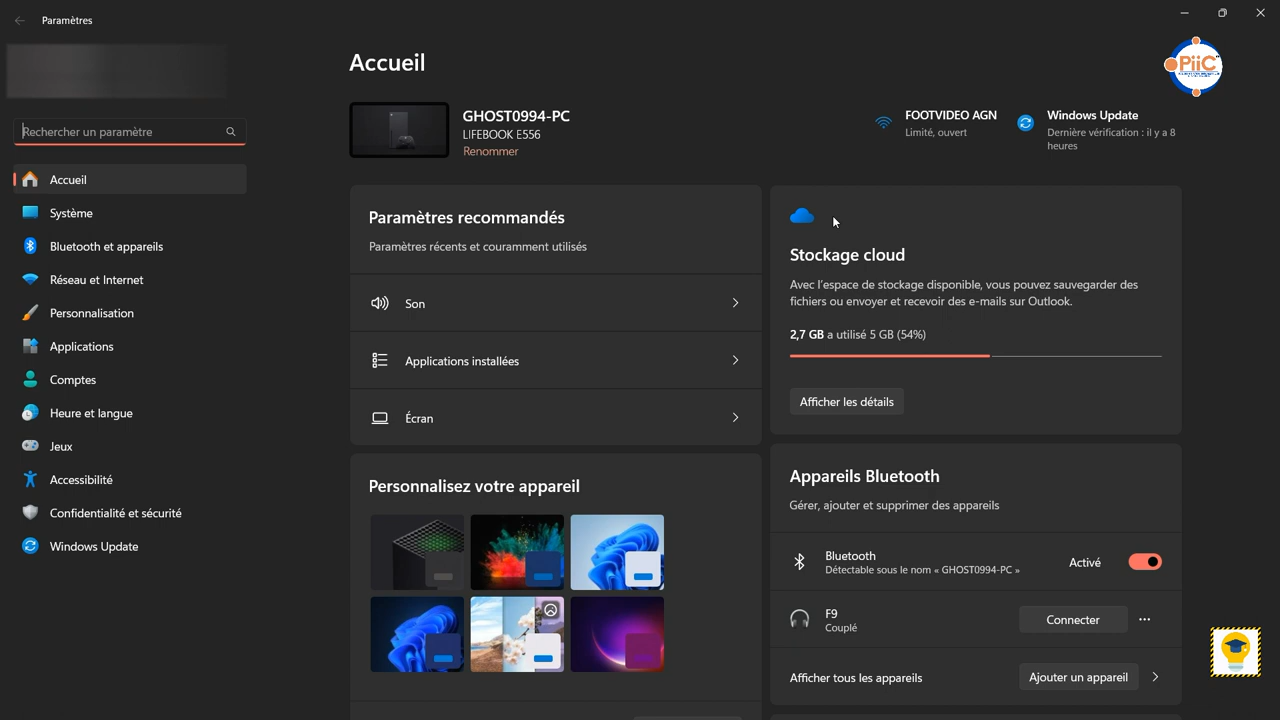 Paramètres
Rechercher un paramètre
Accueil
Système
Bluetooth et appareils
Réseau et Internet
Personnalisation
Applications
Comptes
Heure et langue
Jeux
Accessibilité
Confidentialité et sécurité
Windows Update
Accueil
GHOST0994-PC
LIFEBOOK E556
Renommer
FOOTVIDEO AGN
Limité, ouvert
Windows Update
Dernière vérification : il y a 8
heures
PiiC
Paramètres recommandés
Paramètres récents et couramment utilisés
Son
Applications installées
Écran
Personnalisez votre appareil
Stockage cloud
Avec l'espace de stockage disponible, vous pouvez sauvegarder des
fichiers ou envoyer et recevoir des e-mails sur Outlook.
2,7 GB a utilisé 5 GB (54%)
Afficher les détails
Appareils Bluetooth
Gérer, ajouter et supprimer des appareils
Bluetooth
Détectable sous le nom « GHOST0994-PC »
Activé
F9
Couplé
Connecter
Afficher tous les appareils
Ajouter un appareil